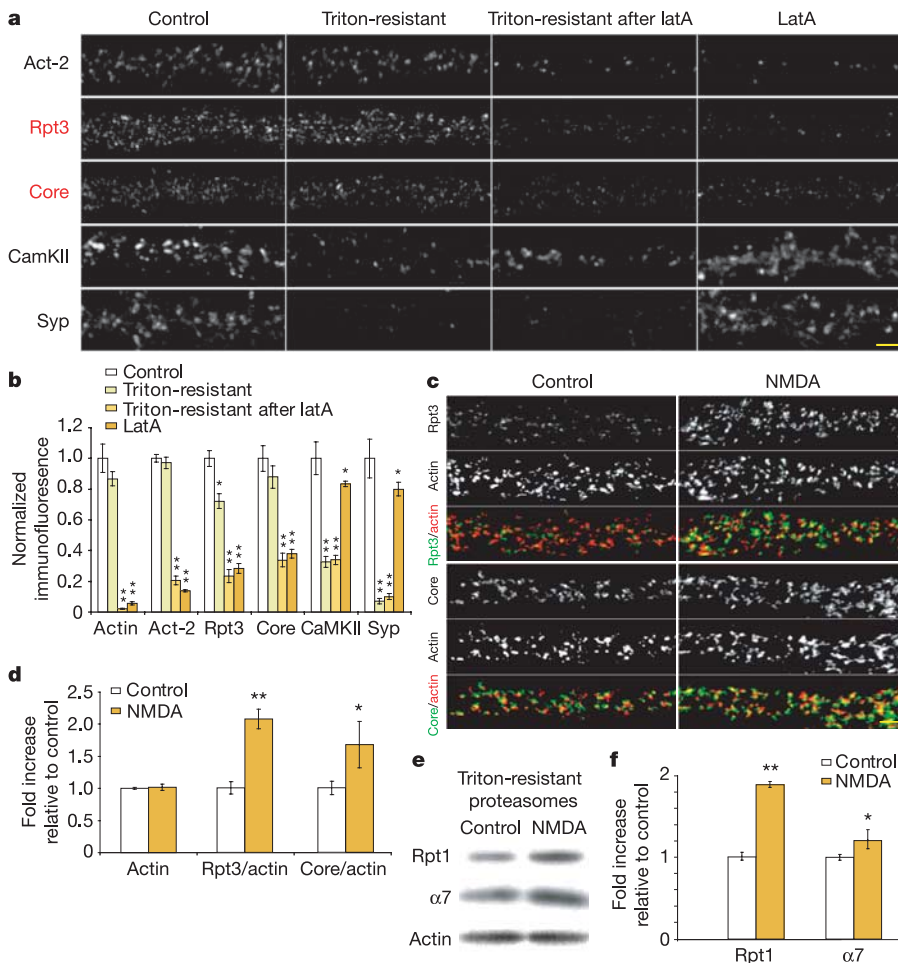 a
Control Triton-resistant Triton-resistant after latA LatA
Act-2
Rpt3
Core
CamKII
Syp
b
Control
Triton-resistant
Triton-resistant after latA
LatA
Normalized
immunofluoresence
1.2
1.0
0.8
0.6
0.4
0.2
0
* ** ** ** ** ** ** ** ** ** ** * ** ** *
Actin Act-2 Rpt3 Core CaMKII Syp
c
Control NMDA
Rpt3
Actin
Rpt3/actin
Core
Actin
Core/actin
d
Control
NMDA
Fold increase
relative to control
2.5
2.0
1.5
1.0
0.5
** *
Actin Rpt3/actin Core/actin
e
Triton-resistant
proteasomes
Control NMDA
Rpt1
α7
Actin
f
Control
NMDA
Fold increase
relative to control
2
1
0
** *
Rpt1 α7